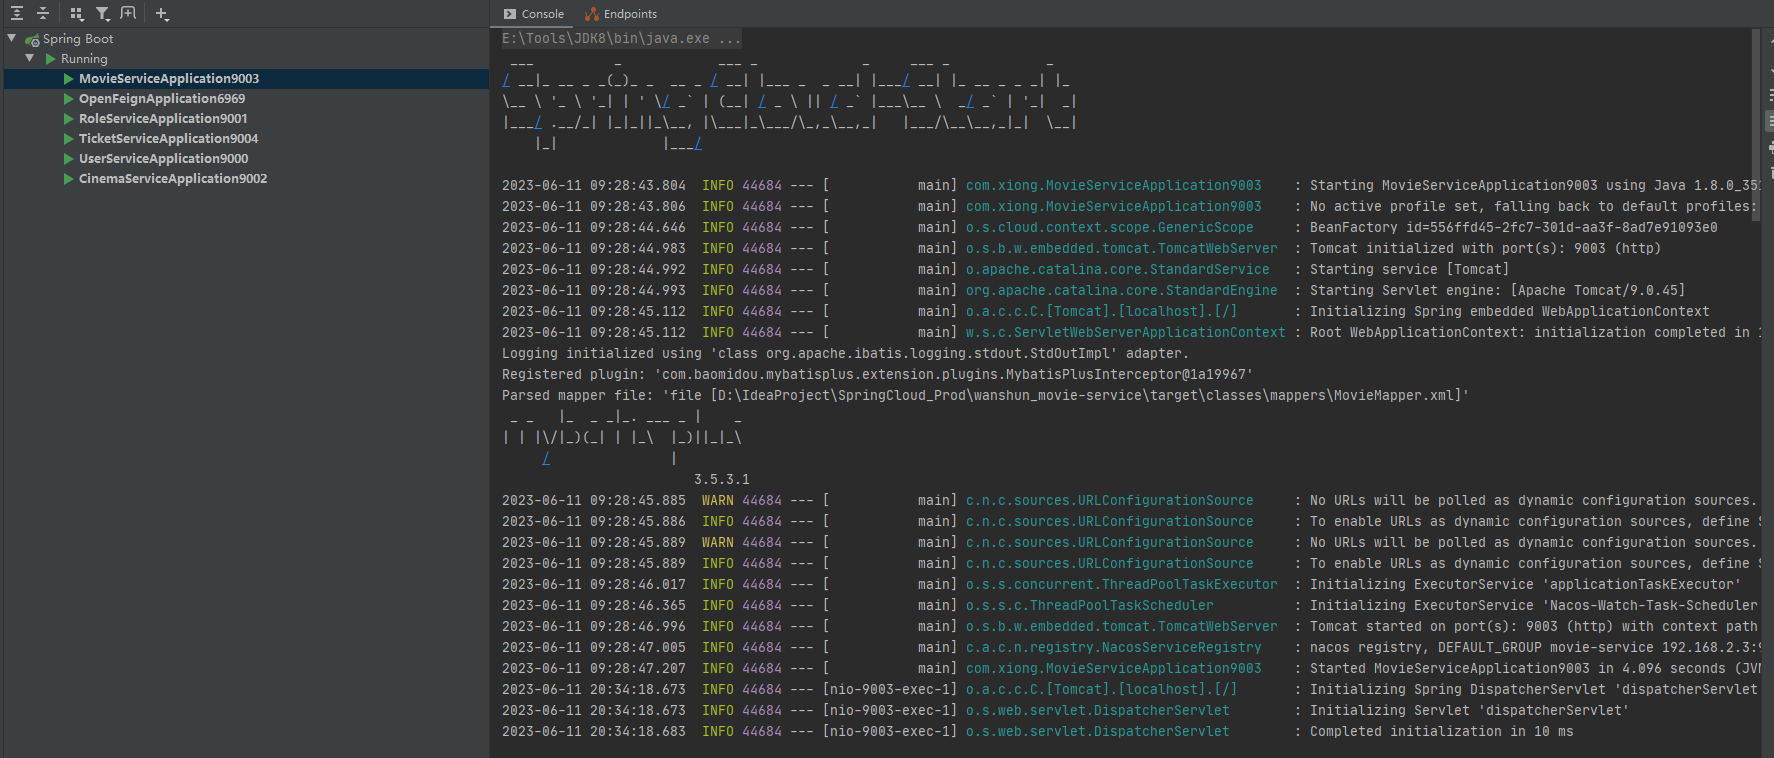 Spring Boot
Running
MovieServiceApplication9003
OpenFeignApplication6969
RoleServiceApplication9001
TicketServiceApplication9004
UserServiceApplication9000
CinemaServiceApplication9002
Console Endpoints
E:\Tools\JDK8\bin\java.exe ...
2023-06-11 09:28:43.804  INFO 44684 --- [           main] com.xiong.MovieServiceApplication9003    : Starting MovieServiceApplication9003 using Java 1.8.0_351
2023-06-11 09:28:43.806  INFO 44684 --- [           main] com.xiong.MovieServiceApplication9003    : No active profile set, falling back to default profiles:
2023-06-11 09:28:44.646  INFO 44684 --- [           main] o.s.cloud.context.scope.GenericScope     : BeanFactory id=556ffd45-2fc7-301d-aa3f-8ad7e91093e0
2023-06-11 09:28:44.983  INFO 44684 --- [           main] o.s.b.w.embedded.tomcat.TomcatWebServer  : Tomcat initialized with port(s): 9003 (http)
2023-06-11 09:28:44.992  INFO 44684 --- [           main] o.apache.catalina.core.StandardService   : Starting service [Tomcat]
2023-06-11 09:28:44.993  INFO 44684 --- [           main] org.apache.catalina.core.StandardEngine  : Starting Servlet engine: [Apache Tomcat/9.0.45]
2023-06-11 09:28:45.112  INFO 44684 --- [           main] o.a.c.c.C.[Tomcat].[localhost].[/]       : Initializing Spring embedded WebApplicationContext
2023-06-11 09:28:45.112  INFO 44684 --- [           main] w.s.c.ServletWebServerApplicationContext : Root WebApplicationContext: initialization completed in
Logging initialized using 'class org.apache.ibatis.logging.stdout.StdOutImpl' adapter.
Registered plugin: 'com.baomidou.mybatisplus.extension.plugins.MybatisPlusInterceptor@1a19967'
Parsed mapper file: 'file [D:\IdeaProject\SpringCloud_Prod\wanshun_movie-service\target\classes\mappers\MovieMapper.xml]'
3.5.3.1
2023-06-11 09:28:45.885  WARN 44684 --- [           main] c.n.c.sources.URLConfigurationSource     : No URLs will be polled as dynamic configuration sources.
2023-06-11 09:28:45.886  INFO 44684 --- [           main] c.n.c.sources.URLConfigurationSource     : To enable URLs as dynamic configuration sources, define
2023-06-11 09:28:45.889  WARN 44684 --- [           main] c.n.c.sources.URLConfigurationSource     : No URLs will be polled as dynamic configuration sources.
2023-06-11 09:28:45.889  INFO 44684 --- [           main] c.n.c.sources.URLConfigurationSource     : To enable URLs as dynamic configuration sources, define
2023-06-11 09:28:46.017  INFO 44684 --- [           main] o.s.s.concurrent.ThreadPoolTaskExecutor  : Initializing ExecutorService 'applicationTaskExecutor'
2023-06-11 09:28:46.365  INFO 44684 --- [           main] o.s.s.c.ThreadPoolTaskScheduler          : Initializing ExecutorService 'Nacos-Watch-Task-Scheduler
2023-06-11 09:28:46.996  INFO 44684 --- [           main] o.s.b.w.embedded.tomcat.TomcatWebServer  : Tomcat started on port(s): 9003 (http) with context path
2023-06-11 09:28:47.005  INFO 44684 --- [           main] c.a.c.n.registry.NacosServiceRegistry    : nacos registry, DEFAULT_GROUP movie-service 192.168.2.3:9
2023-06-11 09:28:47.207  INFO 44684 --- [           main] com.xiong.MovieServiceApplication9003    : Started MovieServiceApplication9003 in 4.096 seconds (JVM
2023-06-11 20:34:18.673  INFO 44684 --- [nio-9003-exec-1] o.a.c.c.C.[Tomcat].[localhost].[/]       : Initializing Spring DispatcherServlet 'dispatcherServlet
2023-06-11 20:34:18.673  INFO 44684 --- [nio-9003-exec-1] o.s.web.servlet.DispatcherServlet        : Initializing Servlet 'dispatcherServlet'
2023-06-11 20:34:18.683  INFO 44684 --- [nio-9003-exec-1] o.s.web.servlet.DispatcherServlet        : Completed initialization in 10 ms